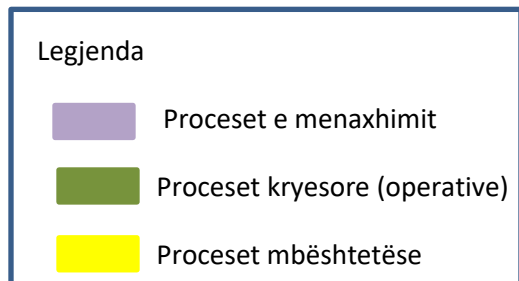 Legjenda
Proceset e menaxhimit
Proceset kryesore (operative)
Proceset mbështetëse